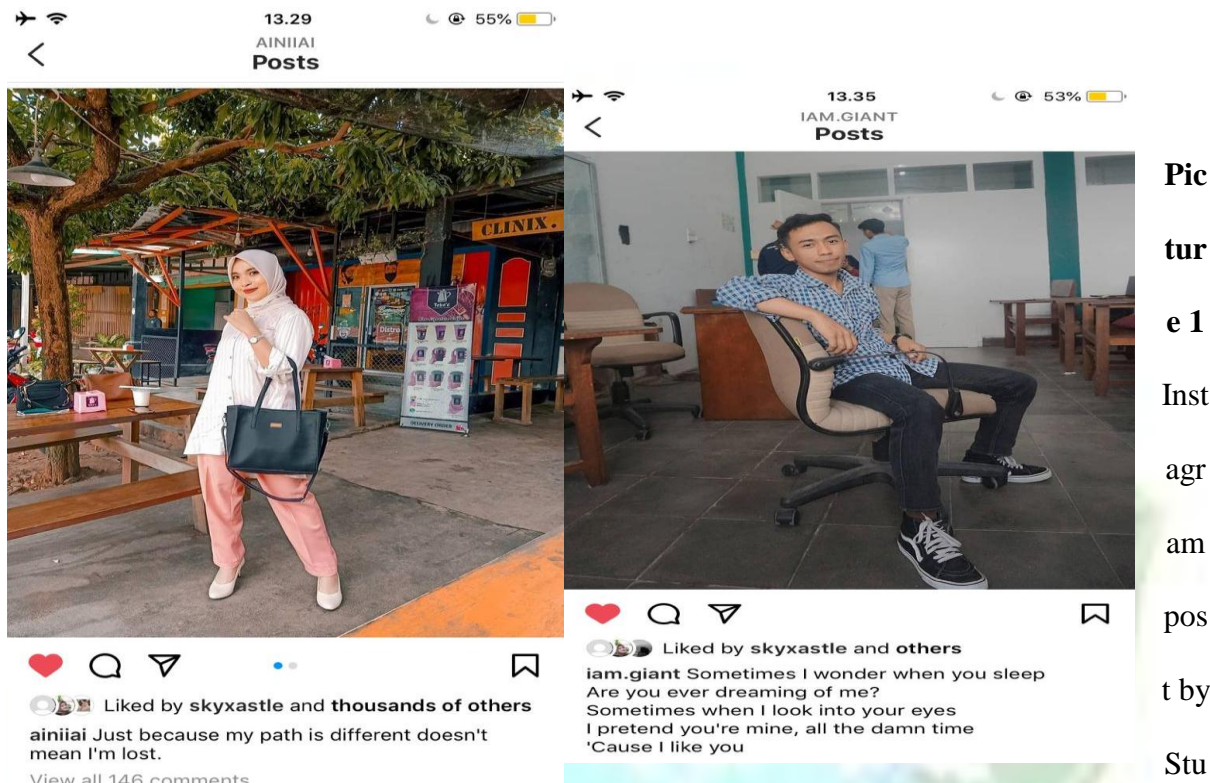 13.29
55%
AINIIAI
Posts
CLINIX.
Distro
DELIVERY ORDER
Liked by skyxastle and thousands of others
ainiiai Just because my path is different doesn't
mean I'm lost.
View all 146 comments
13.35
53%
IAM.GIANT
Posts
Liked by skyxastle and others
iam.giant Sometimes I wonder when you sleep
Are you ever dreaming of me?
Sometimes when I look into your eyes
I pretend you're mine, all the damn time
'Cause I like you
Pic
tur
e 1
Inst
agr
am
pos
t by
Stu